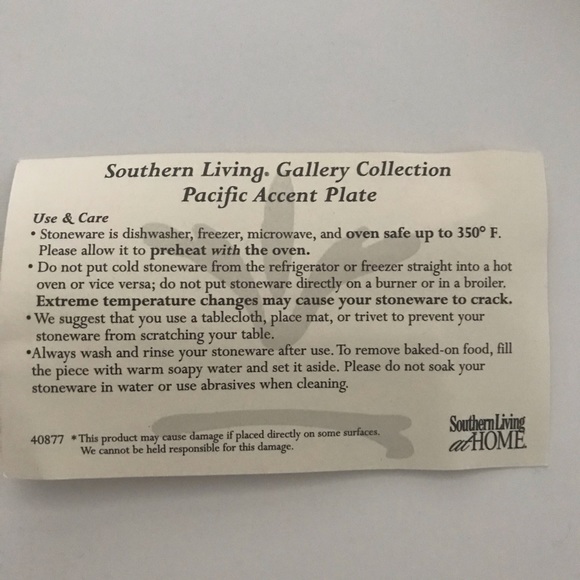 Southern Living® Gallery Collection
Pacific Accent Plate
Use & Care
• Stoneware is dishwasher, freezer, microwave, and oven safe up to 350° F.
Please allow it to preheat with the oven.
• Do not put cold stoneware from the refrigerator or freezer straight into a hot
oven or vice versa; do not put stoneware directly on a burner or in a broiler.
Extreme temperature changes may cause your stoneware to crack.
• We suggest that you use a tablecloth, place mat, or trivet to prevent your
stoneware from scratching your table.
•Always wash and rinse your stoneware after use. To remove baked-on food, fill
the piece with warm soapy water and set it aside. Please do not soak your
stoneware in water or use abrasives when cleaning.
40877 *This product may cause damage if placed directly on some surfaces.
We cannot be held responsible for this damage.
Southern Living
at HOME